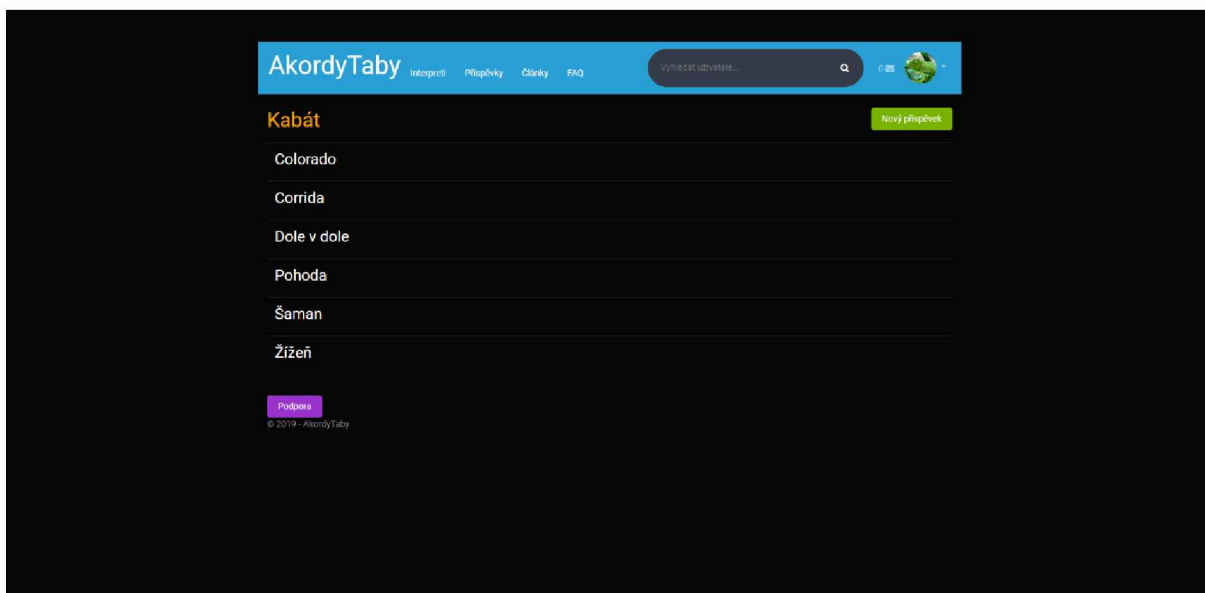 AkordyTaby Interpreti Příspěvky Články FAQ Vyhledat uživatele... 0
Kabát Nový příspěvek
Colorado
Corrida
Dole v dole
Pohoda
Šaman
Žížeň
Podpora
© 2019 - AkordyTaby